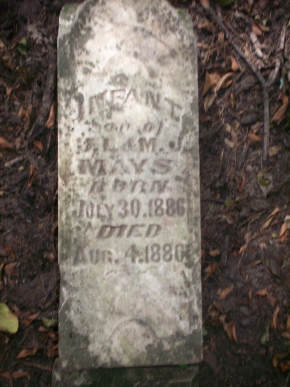 INFANT
SON OF
& M. J.
MAYS
BORN
JULY 30. 1886
DIED
AUG. 4. 1886